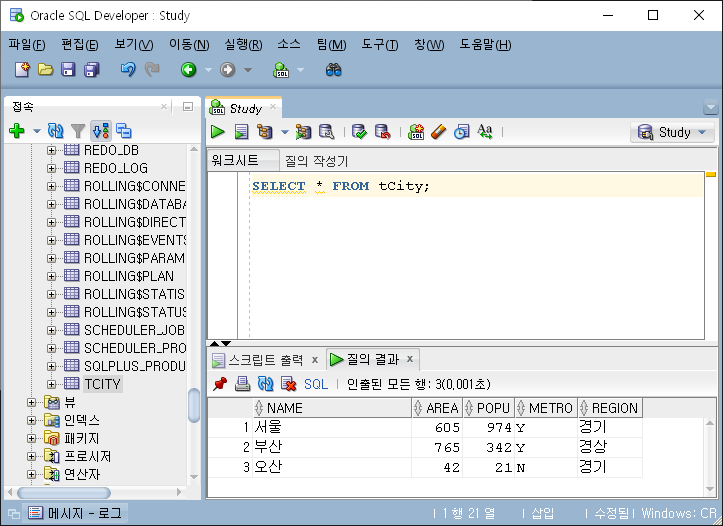 Oracle SQL Developer : Study
파일(F) 편집(E) 보기(V) 이동(N) 실행(R) 소스 팀(M) 도구(T) 창(W) 도움말(H)
접속
REDO_DB
REDO_LOG
ROLLING$CONNE
ROLLING$DATABA
ROLLING$DIRECT
ROLLING$EVENTS
ROLLING$PARAM
ROLLING$PLAN
ROLLING$STATIS
ROLLING$STATUS
SCHEDULER_JOB
SCHEDULER_PRO
SQLPLUS_PRODU
TCITY
뷰
인덱스
패키지
프로시저
연산자
메시지 - 로그
Study
Study
워크시트 질의 작성기
SELECT * FROM tCity;
스크립트 출력 x 질의 결과 x
SQL | 인출된 모든 행: 3(0,001초)
NAME AREA POPU METRO REGION
1 서울 605 974 Y 경기
2 부산 765 342 Y 경상
3 오산 42 21 N 경기
| 1 행 21 열 | 삽입 | 수정됨 | Windows: CR